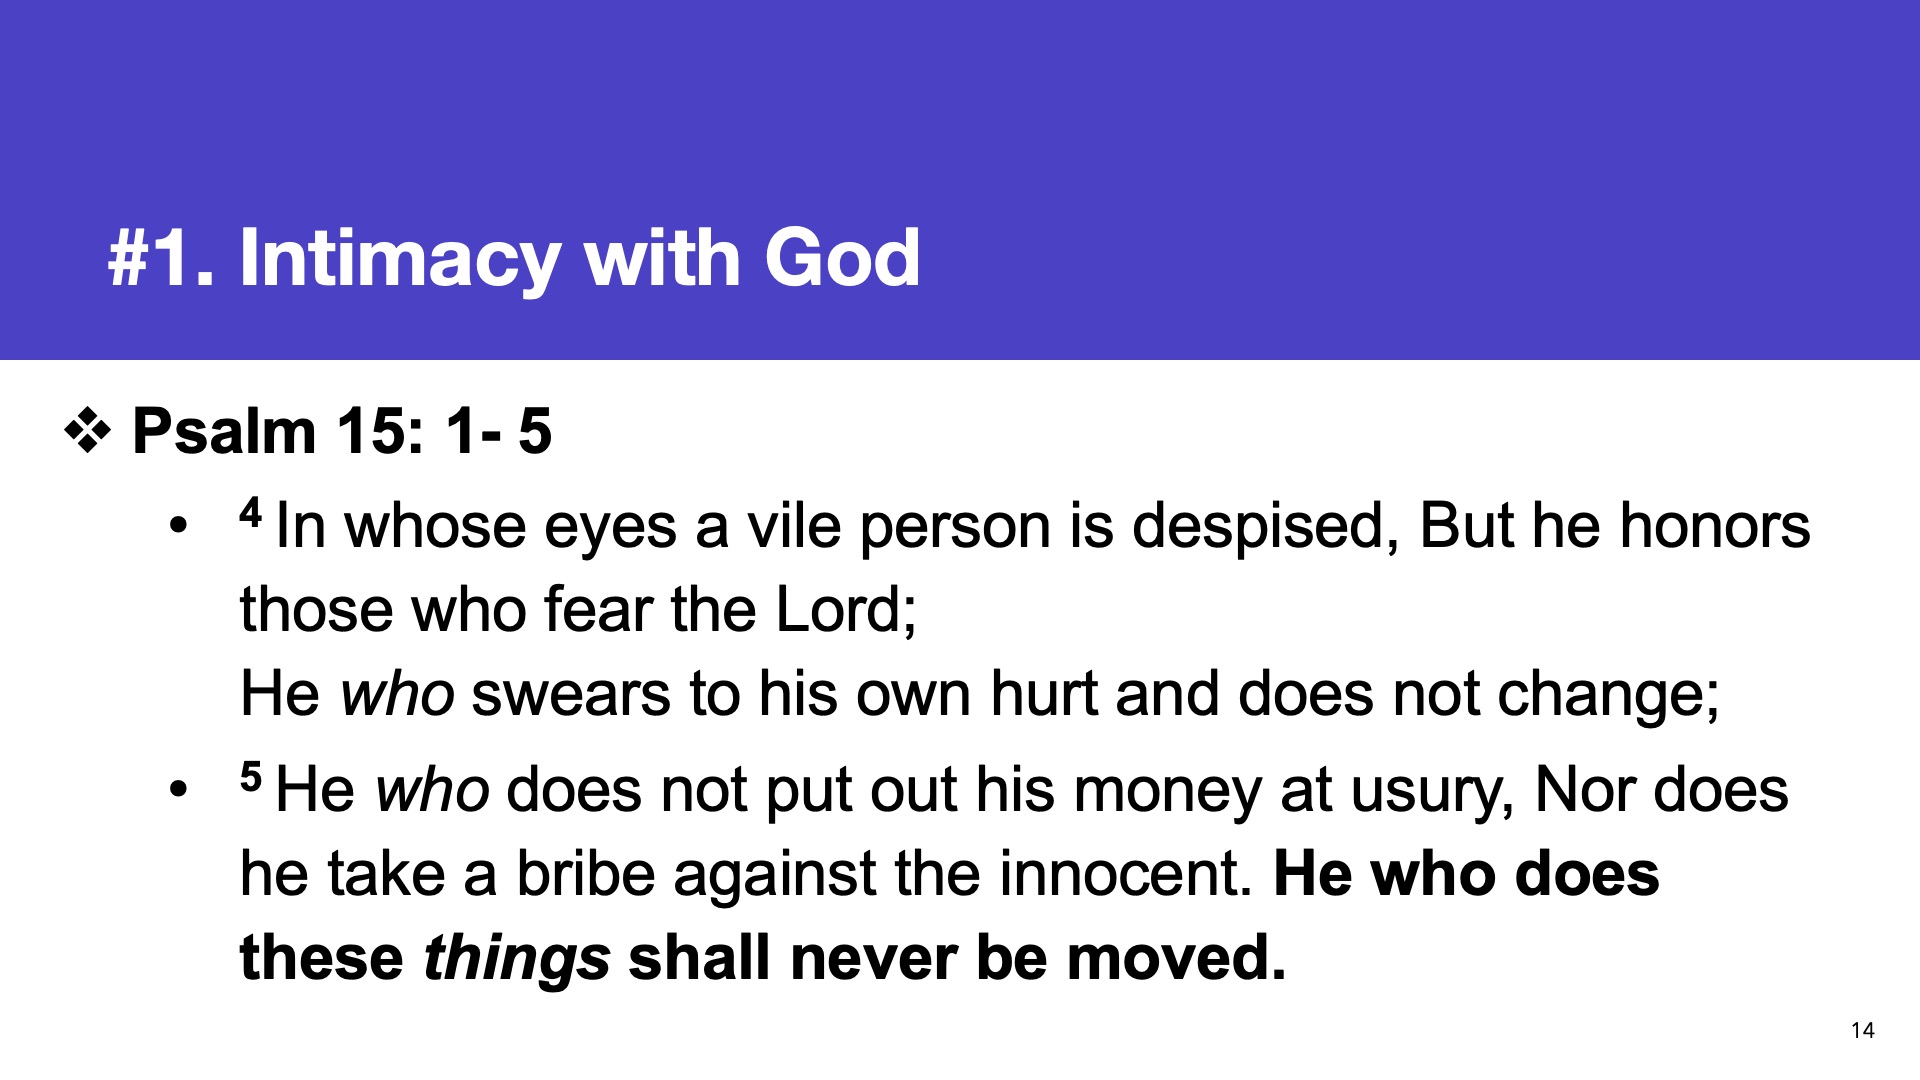 #1. Intimacy with God
❖ Psalm 15: 1- 5
• 4 In whose eyes a vile person is despised, But he honors
those who fear the Lord;
He who swears to his own hurt and does not change;
• 5 He who does not put out his money at usury, Nor does
he take a bribe against the innocent. He who does
these things shall never be moved.
14